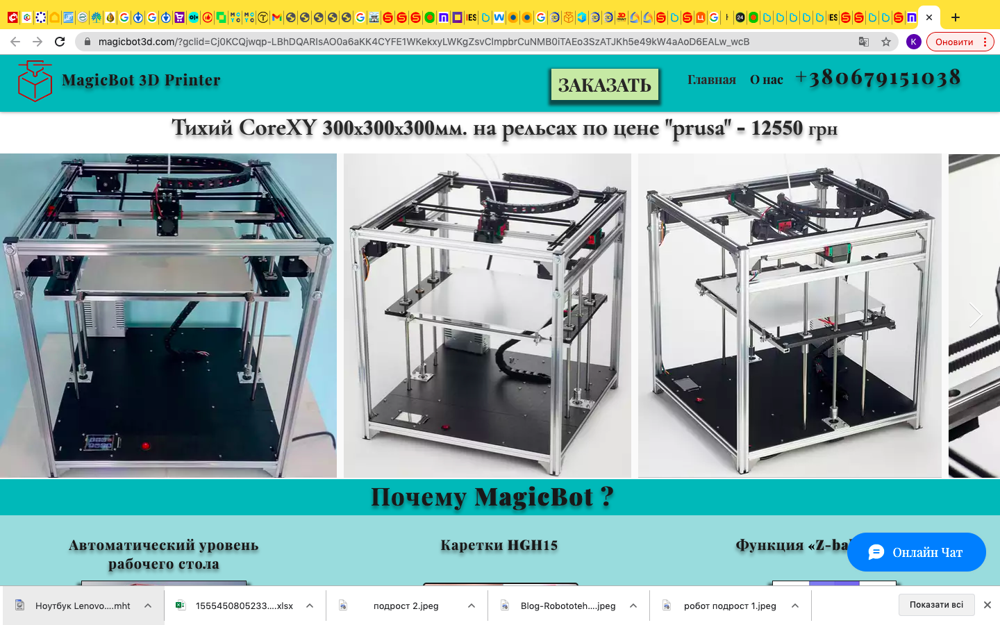 magicbot3d.com/?gclid=Cj0KCQjwqp-LBhDQARIsAO0a6aKK4CYFE1WKekxyLWKgZsvClmpbrCuNMB0iTAEo3SzATJKh5e49kW4aAoD6EALw_wcB
K
Оновити
MagicBot 3D Printer
ЗАКАЗАТЬ
Главная
О нас
+380679151038
Тихий CoreXY 300x300x300мм. на рельсах по цене "prusa" - 12550 грн
Почему MagicBot ?
Автоматический уровень
рабочего стола
Каретки HGH15
Функция «Z-ba
Онлайн Чат
Ноутбук Lenovo....mht
1555450805233....xlsx
подрост 2.jpeg
Blog-Robototeh....jpeg
робот подрост 1.jpeg
Показати всі